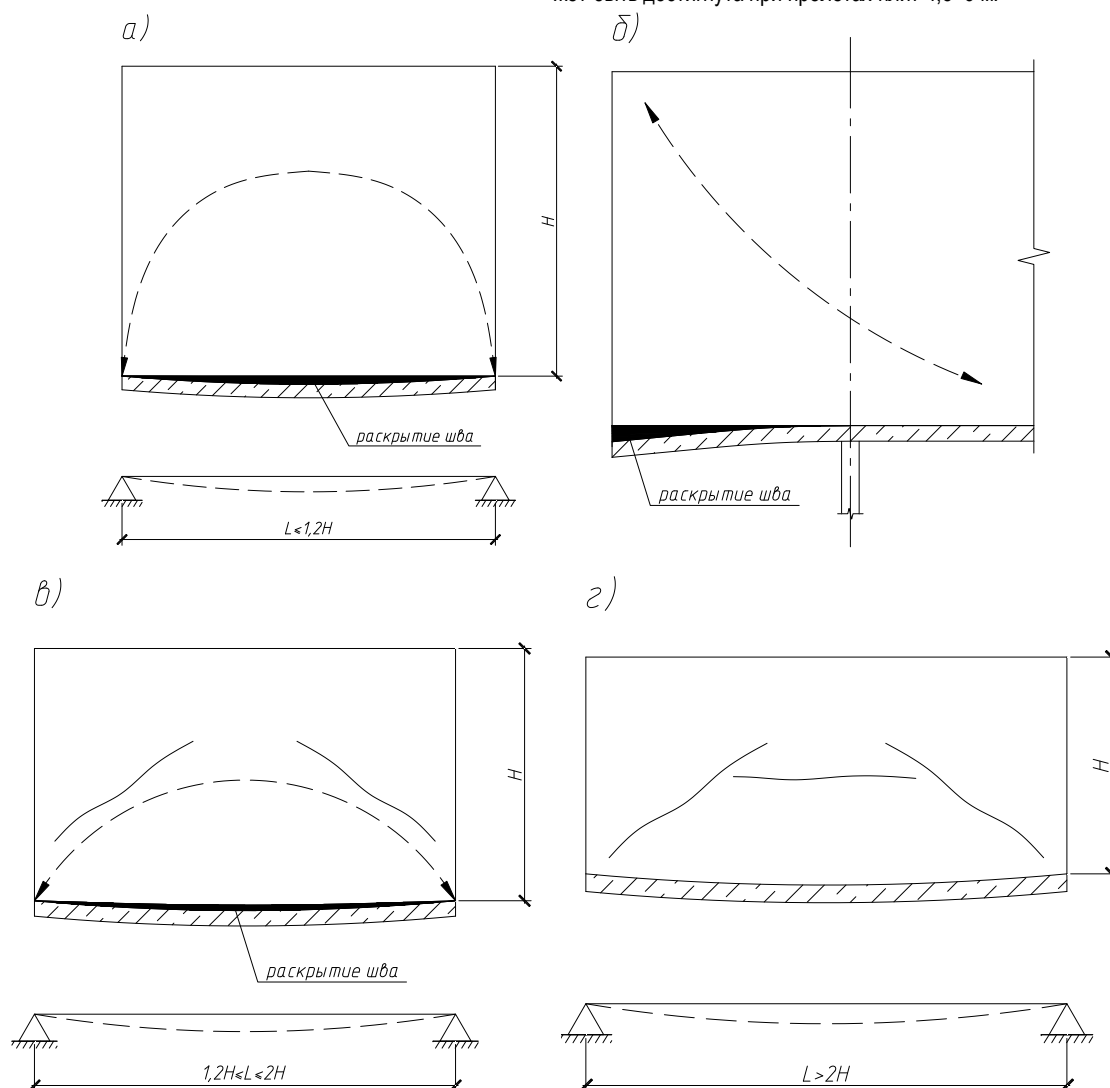 а)
б)
H
раскрытие шва
L≤1,2H
раскрытие шва
в)
г)
H
H
раскрытие шва
1,2H≤L≤2H
L>2H